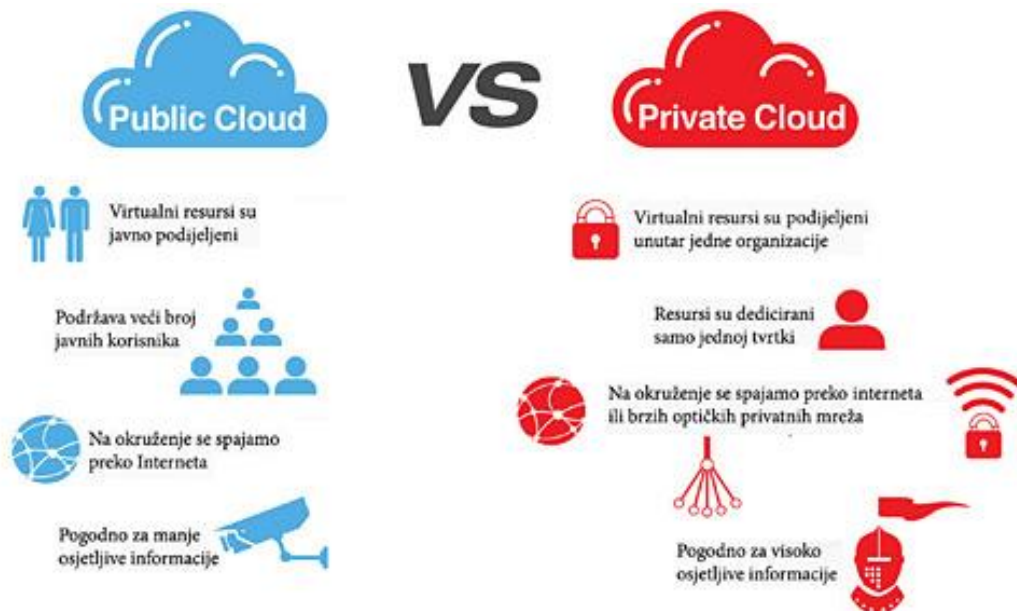 Public Cloud
VS
Private Cloud
Virtualni resursi su
javno podijeljeni
Podržava veći broj
javnih korisnika
Na okruženje se spajamo
preko Interneta
Pogodno za manje
osjetljive informacije
Virtualni resursi su podijeljeni
unutar jedne organizacije
Resursi su dedicirani
samo jednoj tvrtki
Na okruženje se spajamo preko interneta
ili brzih optičkih privatnih mreža
Pogodno za visoko
osjetljive informacije